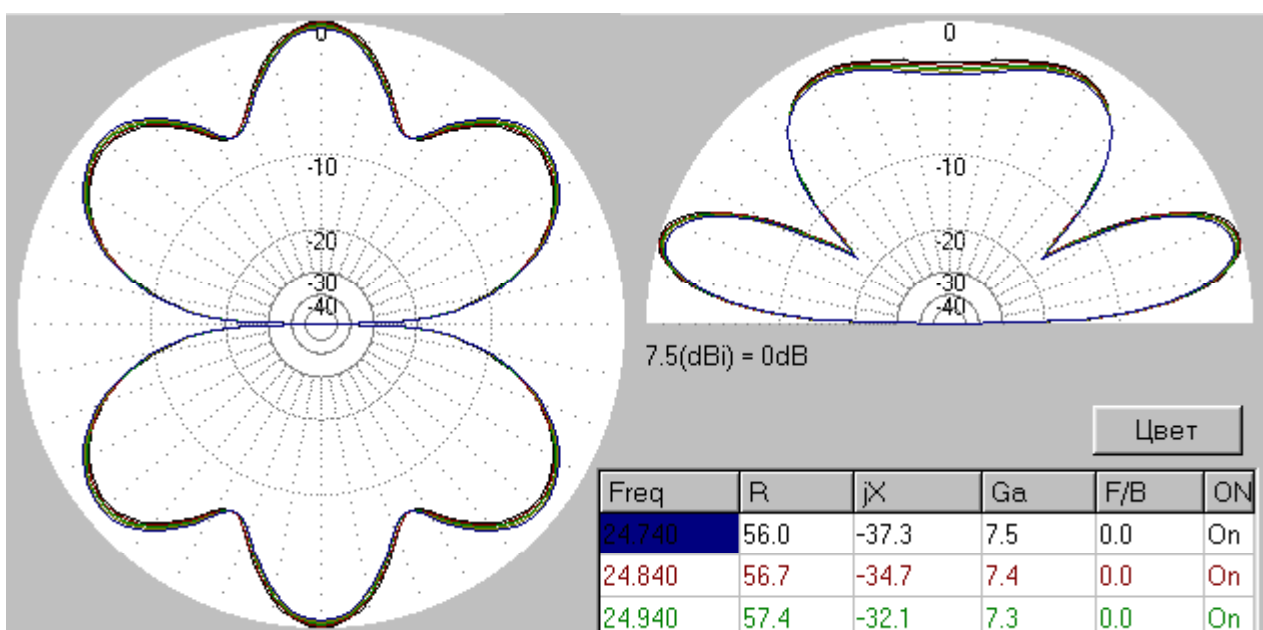 0
-10
-20
-30
-40
0
-10
-20
-30
-40
7.5(dBi) = 0dB
Цвет
Freq R jX Ga F/B ON
24.740 56.0 -37.3 7.5 0.0 On
24.840 56.7 -34.7 7.4 0.0 On
24.940 57.4 -32.1 7.3 0.0 On